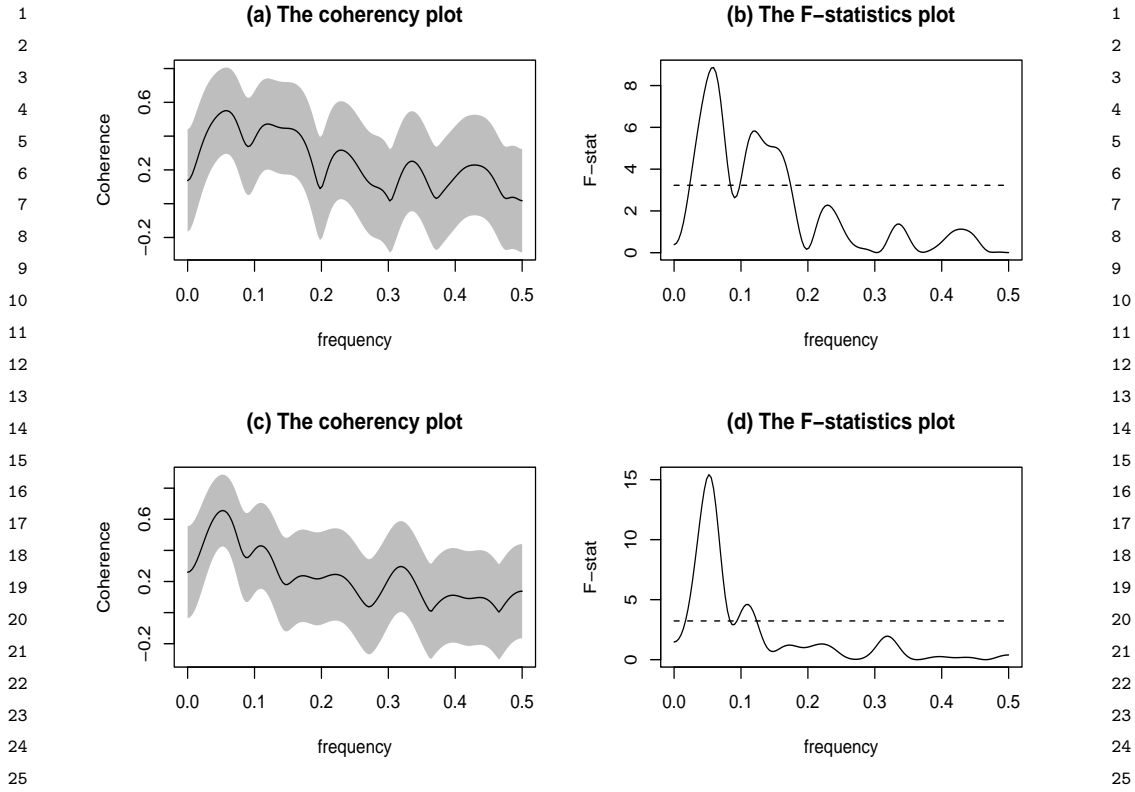 1
2
3
4
5
6
7
8
9
10
11
12
13
14
15
16
17
18
19
20
21
22
23
24
25
(a) The coherency plot
Coherence
−0.2 0.2 0.6
0.0 0.1 0.2 0.3 0.4 0.5
frequency
(b) The F−statistics plot
F−stat
0 2 4 6 8
0.0 0.1 0.2 0.3 0.4 0.5
frequency
(c) The coherency plot
Coherence
−0.2 0.2 0.6
0.0 0.1 0.2 0.3 0.4 0.5
frequency
(d) The F−statistics plot
F−stat
0 5 10 15
0.0 0.1 0.2 0.3 0.4 0.5
frequency
1
2
3
4
5
6
7
8
9
10
11
12
13
14
15
16
17
18
19
20
21
22
23
24
25